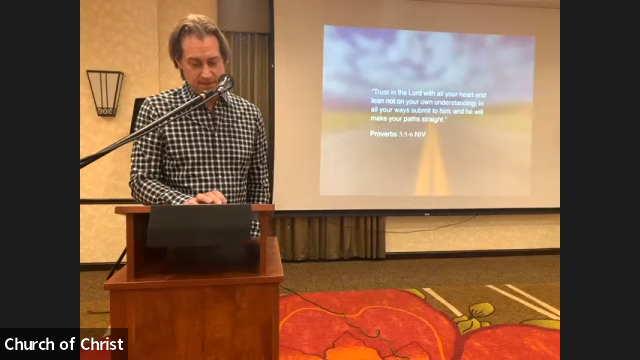 "Trust in the Lord with all your heart and
lean not on your own understanding; in
all your ways submit to him, and he will
make your paths straight."
Proverbs 3:5-6 NIV
Church of Christ